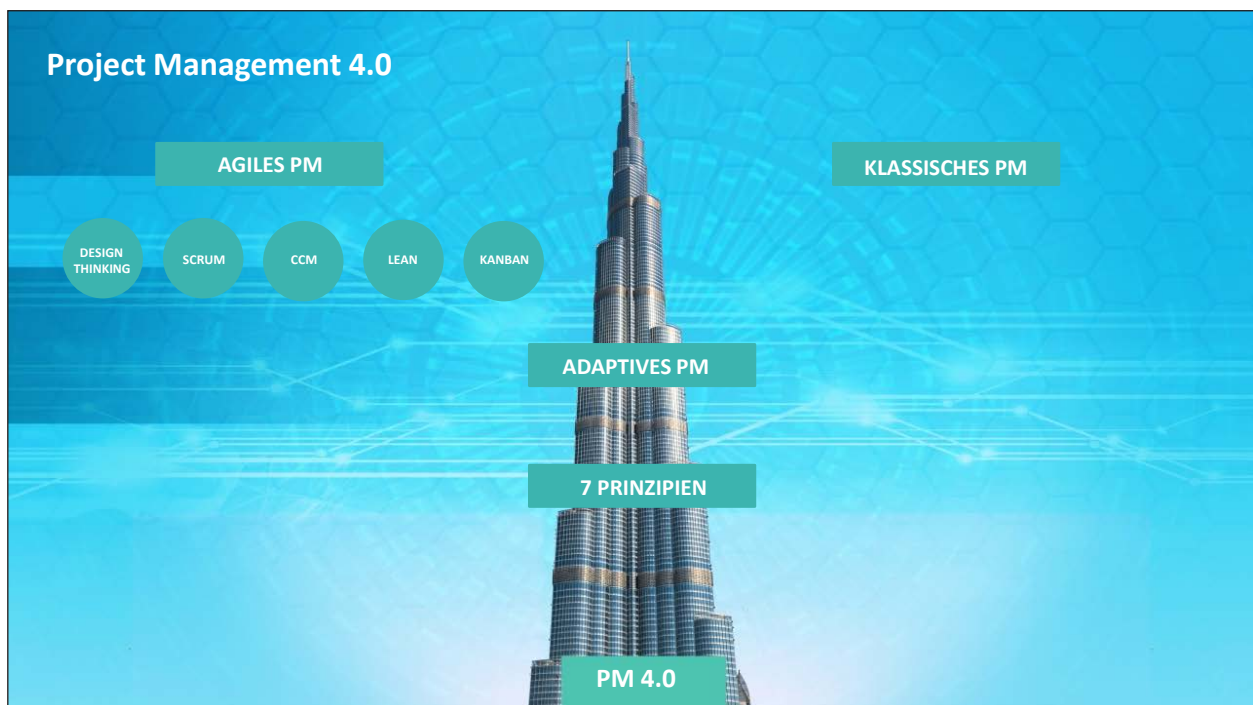 Project Management 4.0
AGILES PM
KLASSISCHES PM
DESIGN
THINKING
SCRUM
CCM
LEAN
KANBAN
ADAPTIVES PM
7 PRINZIPIEN
PM 4.0